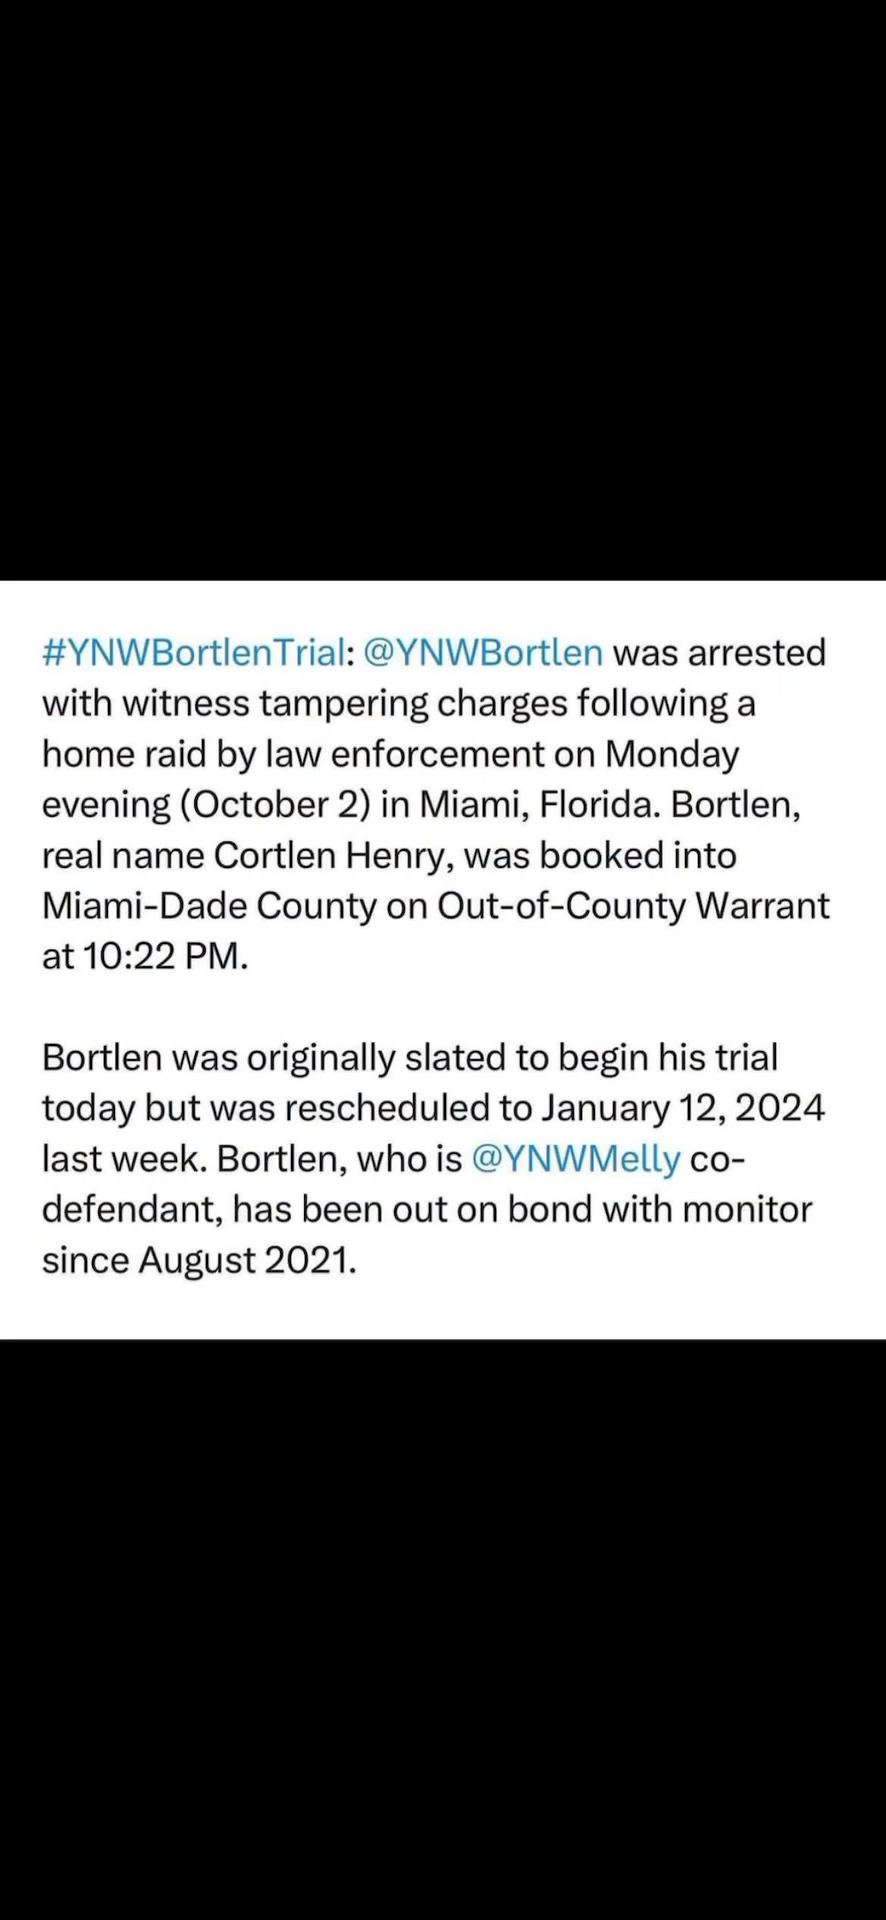 #YNWBortlenTrial: @YNWBortlen was arrested
with witness tampering charges following a
home raid by law enforcement on Monday
evening (October 2) in Miami, Florida. Bortlen,
real name Cortlen Henry, was booked into
Miami-Dade County on Out-of-County Warrant
at 10:22 PM.
Bortlen was originally slated to begin his trial
today but was rescheduled to January 12, 2024
last week. Bortlen, who is @YNWMelly co-
defendant, has been out on bond with monitor
since August 2021.